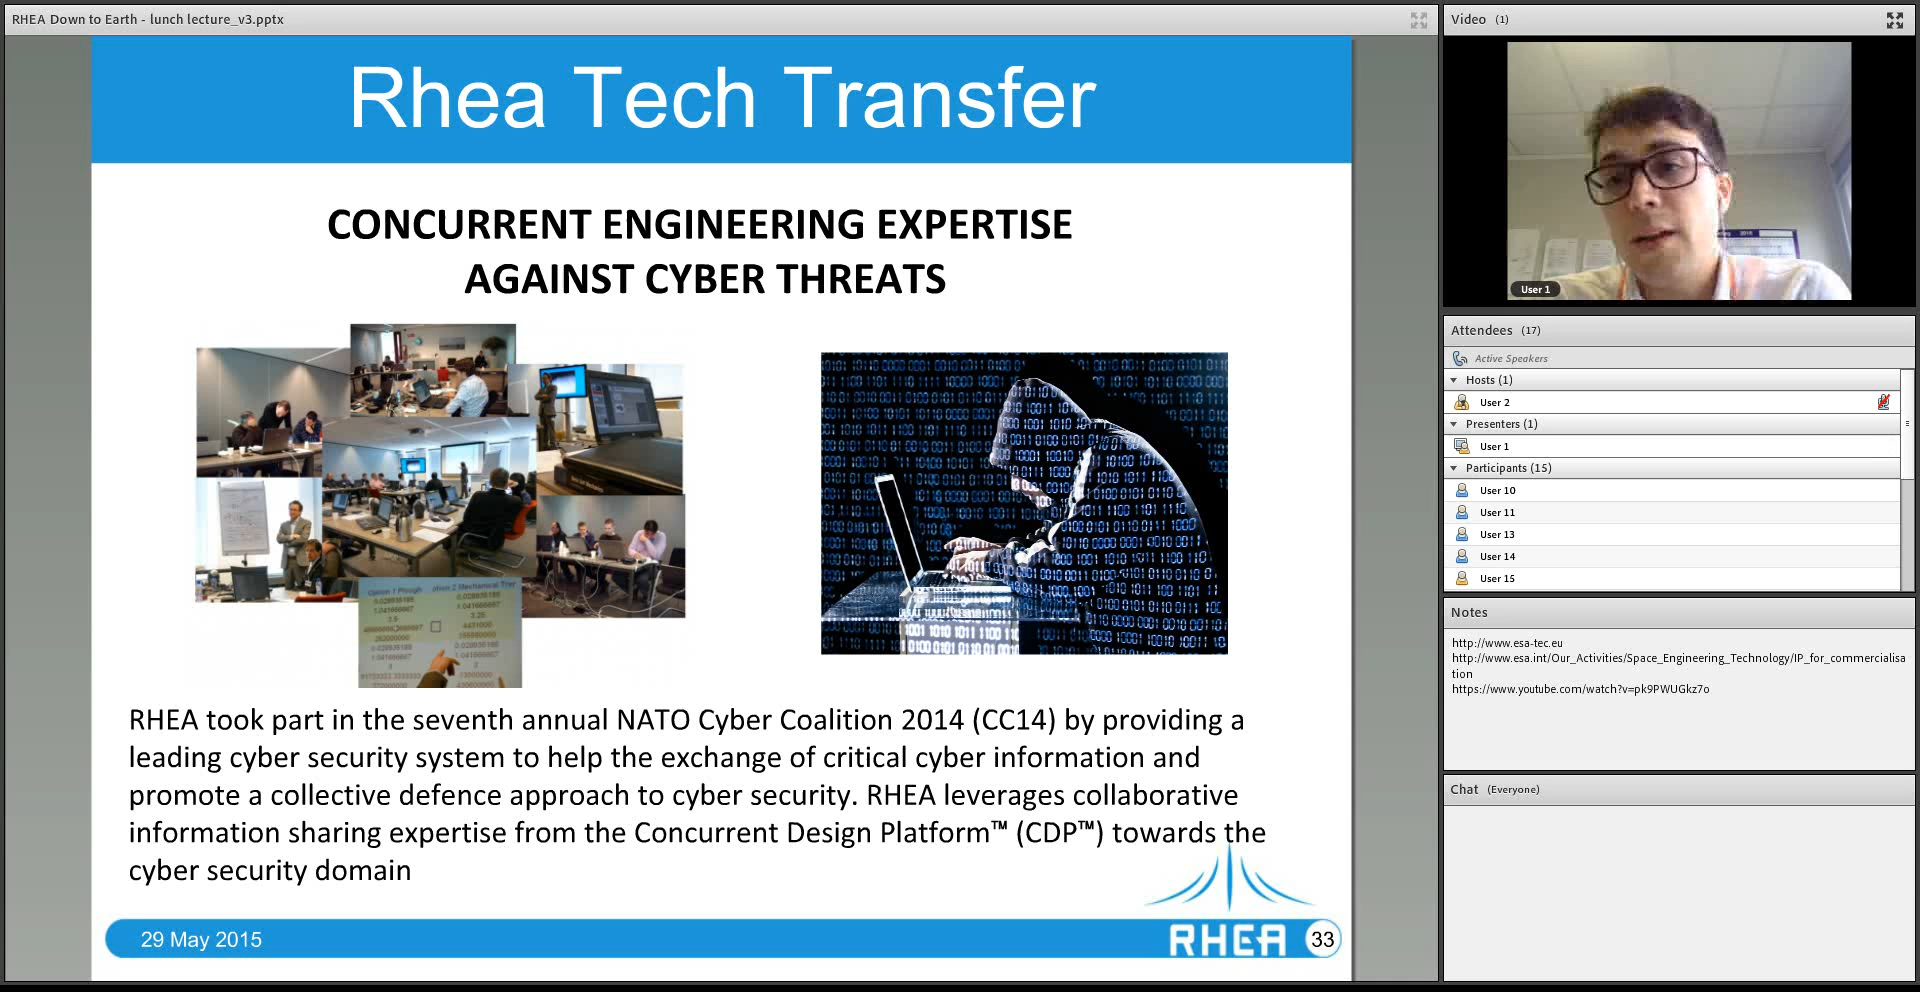 RHEA Down to Earth - lunch lecture_v3.pptx
Rhea Tech Transfer
CONCURRENT ENGINEERING EXPERTISE
AGAINST CYBER THREATS
RHEA took part in the seventh annual NATO Cyber Coalition 2014 (CC14) by providing a
leading cyber security system to help the exchange of critical cyber information and
promote a collective defence approach to cyber security. RHEA leverages collaborative
information sharing expertise from the Concurrent Design Platform™ (CDP™) towards the
cyber security domain
29 May 2015
RHEA
33
Video (1)
User 1
Attendees (17)
Active Speakers
Hosts (1)
User 2
Presenters (1)
User 1
Participants (15)
User 10
User 11
User 13
User 14
User 15
Notes
http://www.esa-tec.eu
http://www.esa.int/Our_Activities/Space_Engineering_Technology/IP_for_commercialisa
tion
https://www.youtube.com/watch?v=pk9PWUGkz7o
Chat (Everyone)